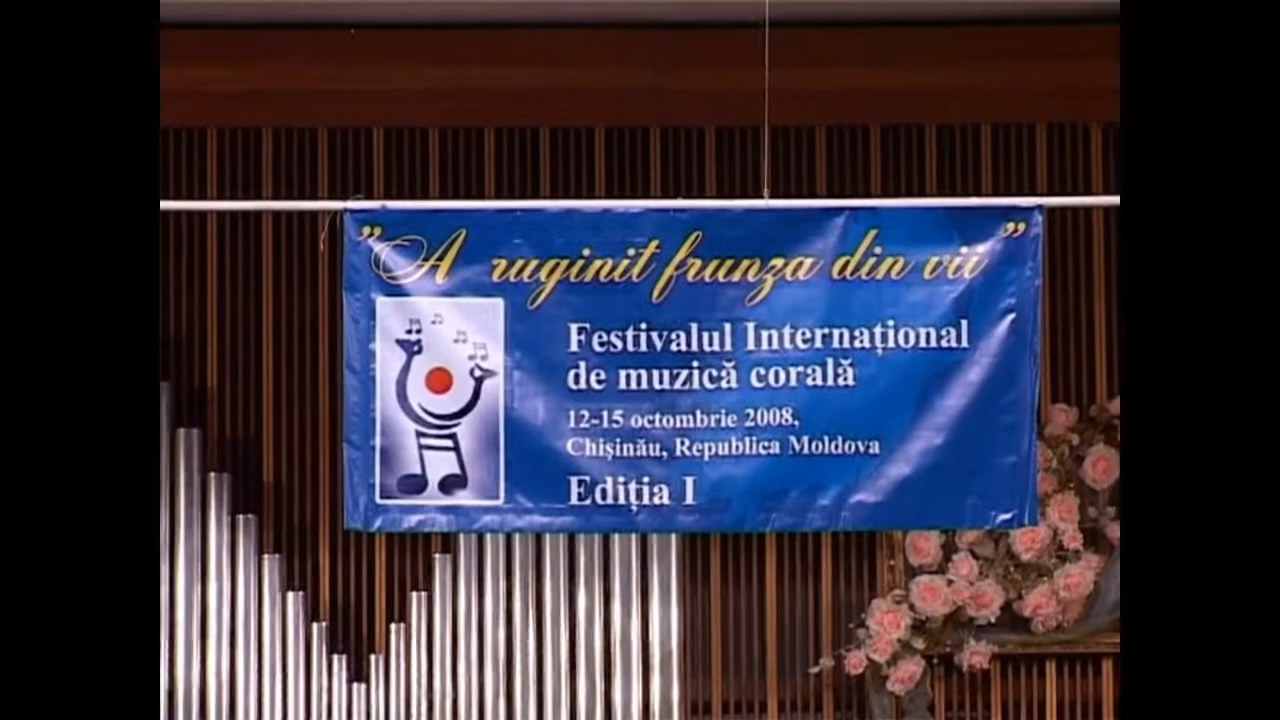 ”A ruginit frunza din vii”
Festivalul Internațional
de muzică corală
12-15 octombrie 2008,
Chișinău, Republica Moldova
Ediția I